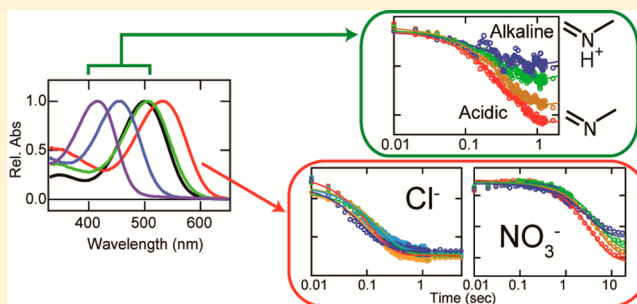 Alkaline
N
H
+
1.0
Acidic
N
Rel. Abs
0.5
0.01 0.1 1
0.0
400 500 600
Wavelength (nm)
Cl-
NO3-
0.01 0.1 1
0.01 0.1 1 10
Time (sec)